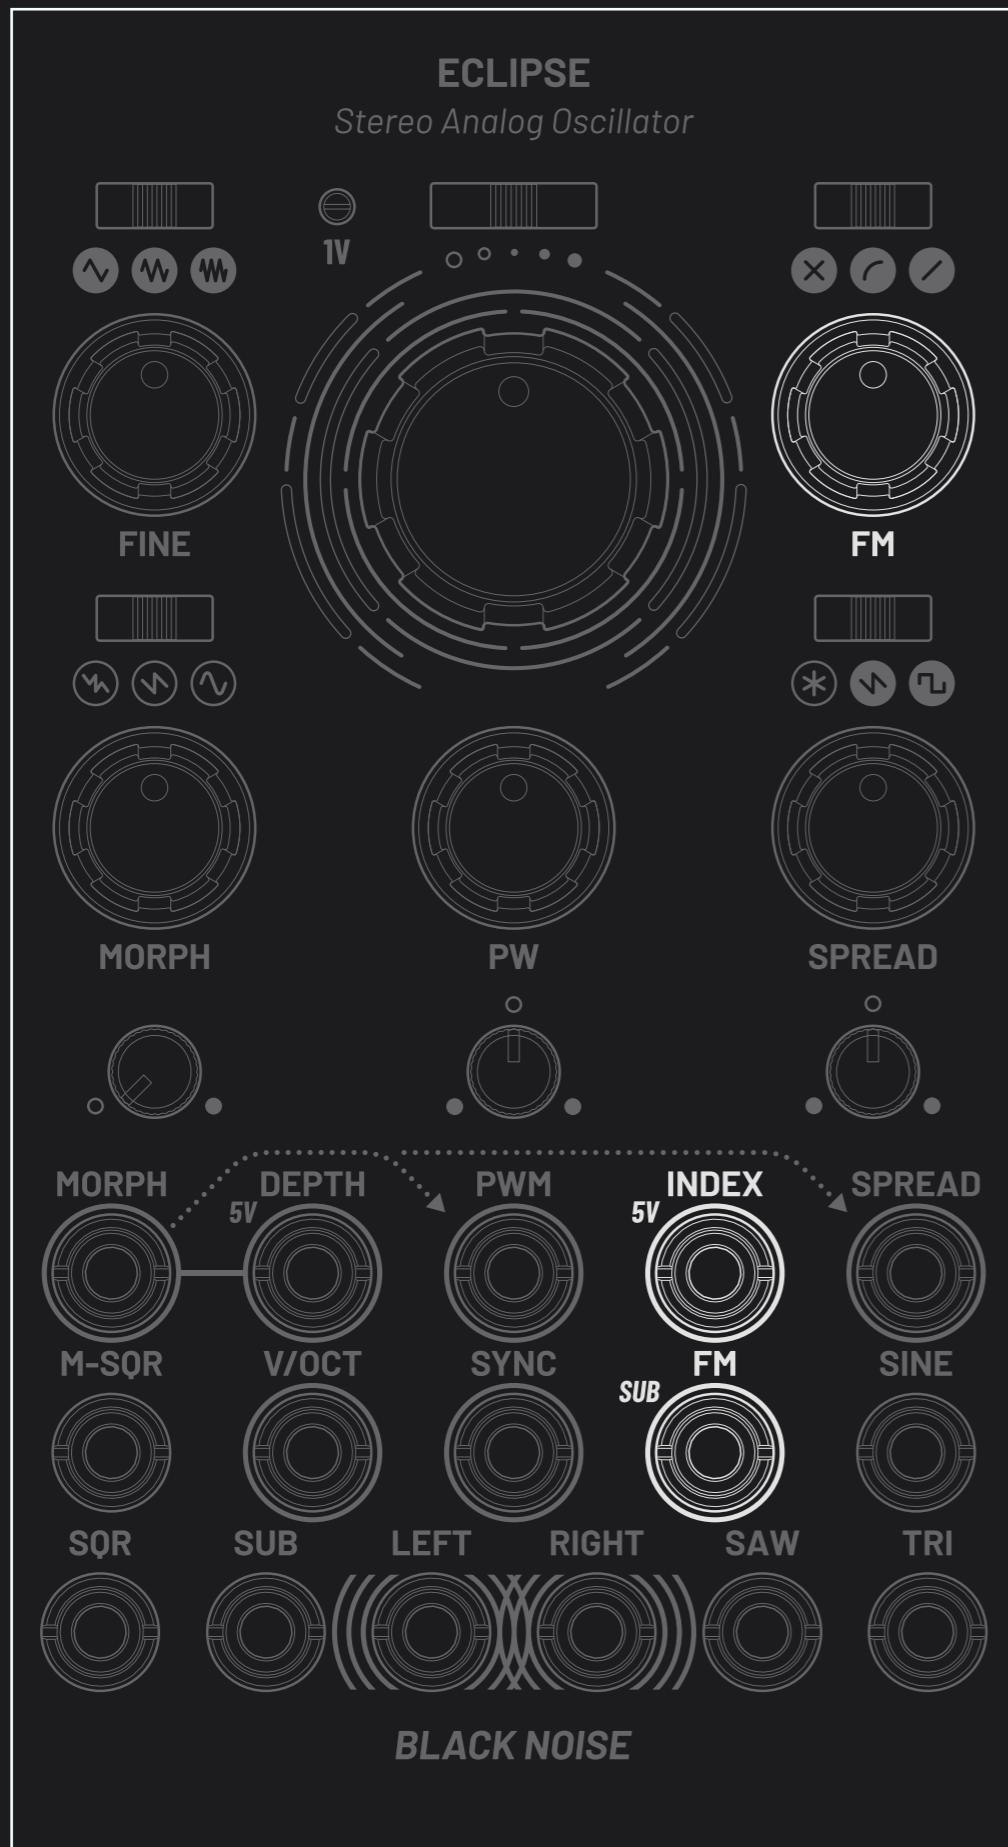 ECLIPSE
Stereo Analog Oscillator
1V
FINE
FM
MORPH
PW
SPREAD
MORPH
DEPTH
PWM
INDEX
SPREAD
5V
5V
M-SQR
V/OCT
SYNC
FM
SINE
SUB
SQR
SUB
LEFT
RIGHT
SAW
TRI
BLACK NOISE